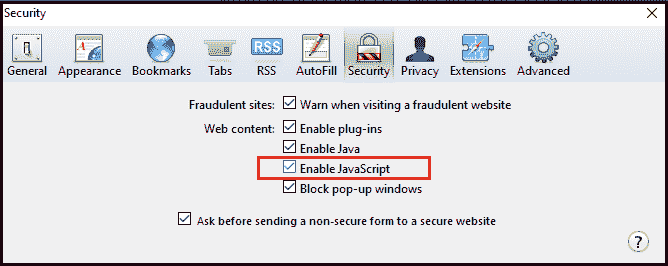 Security
RSS
General Appearance Bookmarks Tabs RSS AutoFill Security Privacy Extensions Advanced
Fraudulent sites: Warn when visiting a fraudulent website
Web content: Enable plug-ins
Enable Java
Enable JavaScript
Block pop-up windows
Ask before sending a non-secure form to a secure website
?